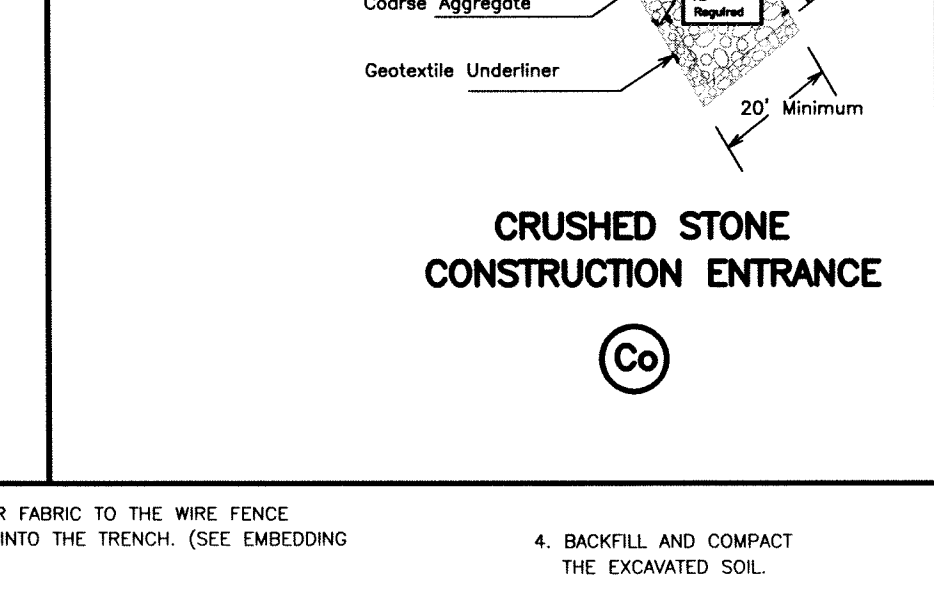 Coarse Aggregate
Required
Geotextile Underliner
20' Minimum
CRUSHED STONE
CONSTRUCTION ENTRANCE
Co
R FABRIC TO THE WIRE FENCE
INTO THE TRENCH. (SEE EMBEDDING
4. BACKFILL AND COMPACT
THE EXCAVATED SOIL.